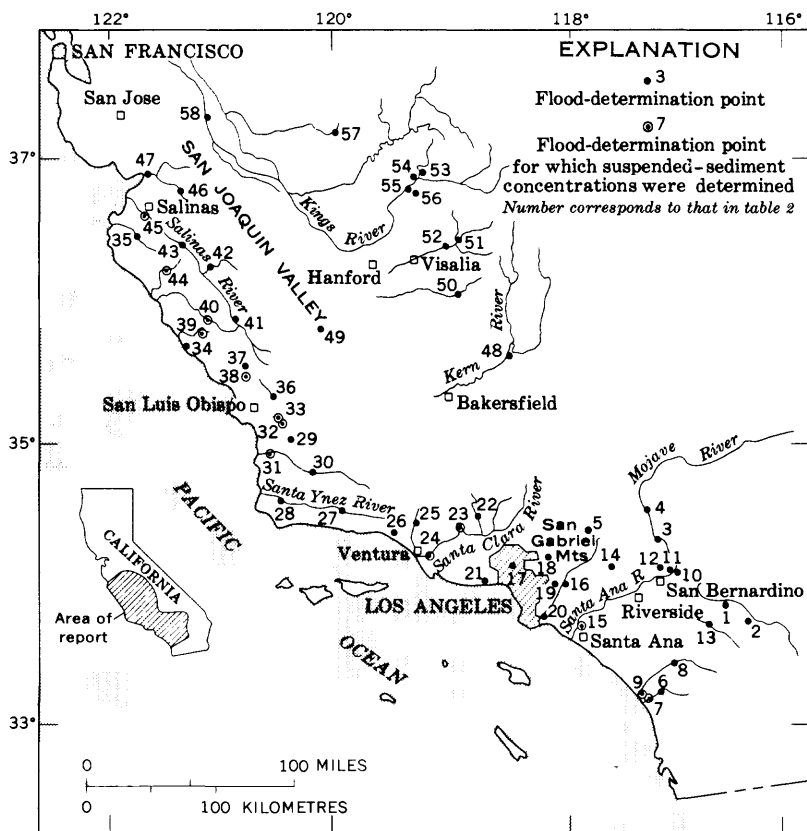 122°
120°
118°
116°
SAN FRANCISCO
San Jose
58
57
EXPLANATION
3
Flood-determination point
7
Flood-determination point
for which suspended-sediment
concentrations were determined
Number corresponds to that in table 2
37°
47
46
Salinas
45
35
43
44
42
Salinas
River
SAN JOAQUIN VALLEY
54
53
55
56
Kings
River
52
51
Hanford
Visalia
50
40
41
39
34
49
37
38
36
48
Kern
River
Bakersfield
San Luis Obispo
33
32
29
35°
31
30
Santa Ynez River
28
27
26
25
24
23
22
Ventura
Santa Clara River
San
Gabriel
Mts
5
Mojave
River
4
3
14
12
11
10
21
17
18
19
16
20
LOS ANGELES
Santa Ana R
San Bernardino
Riverside
15
Santa Ana
1
2
13
8
9
6
7
PACIFIC
OCEAN
CALIFORNIA
Area of
report
33°
0 100 MILES
0 100 KILOMETRES